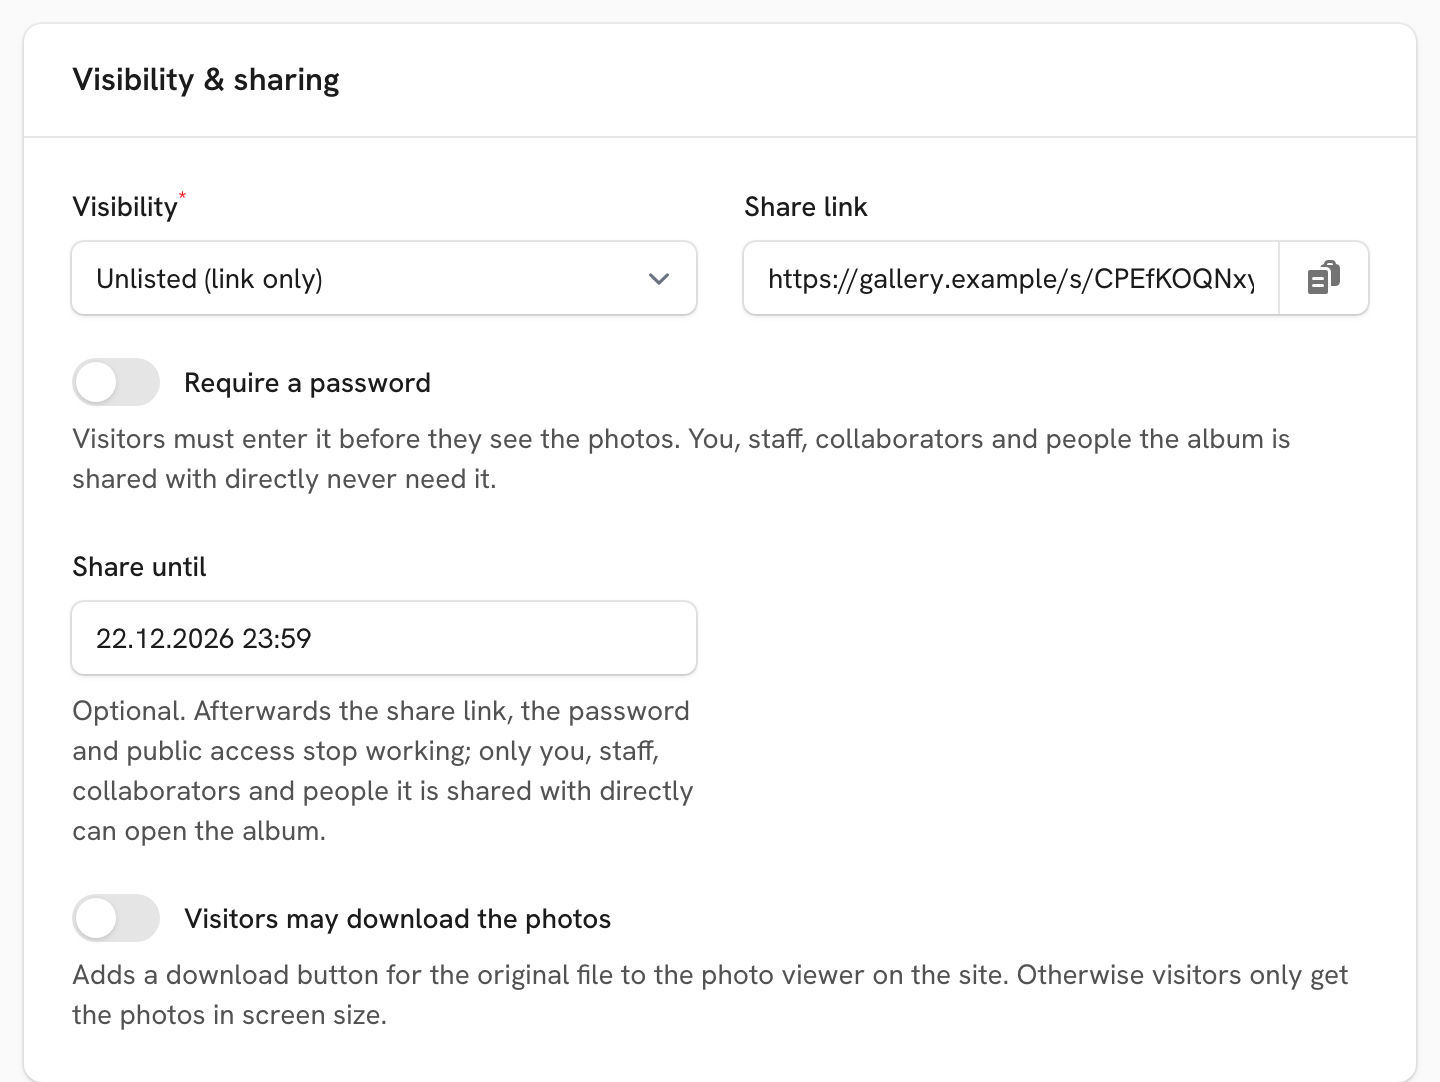 Visibility & sharing
Visibility*
Share link
Unlisted (link only)
https://gallery.example/s/CPEfKOQNxy
Require a password
Visitors must enter it before they see the photos. You, staff, collaborators and people the album is
shared with directly never need it.
Share until
22.12.2026 23:59
Optional. Afterwards the share link, the password
and public access stop working; only you, staff,
collaborators and people it is shared with directly
can open the album.
Visitors may download the photos
Adds a download button for the original file to the photo viewer on the site. Otherwise visitors only get
the photos in screen size.